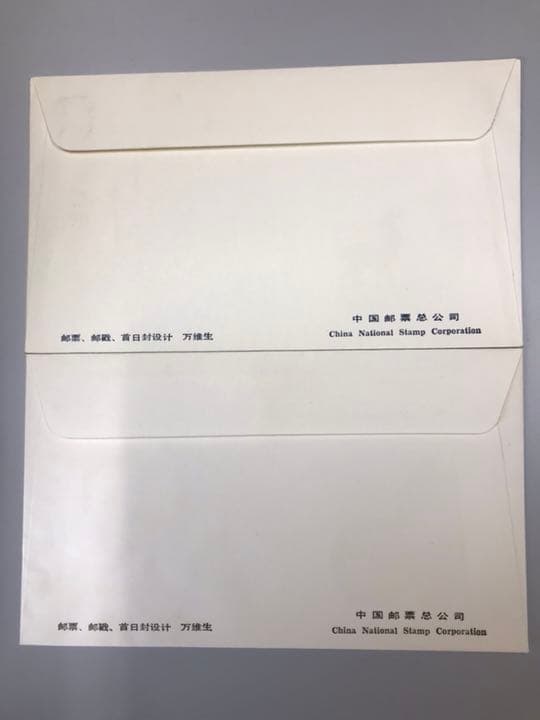 中国邮票总公司
邮票、邮戳、首日封设计 万维生
China National Stamp Corporation
中国邮票总公司
邮票、邮戳、首日封设计 万维生
China National Stamp Corporation